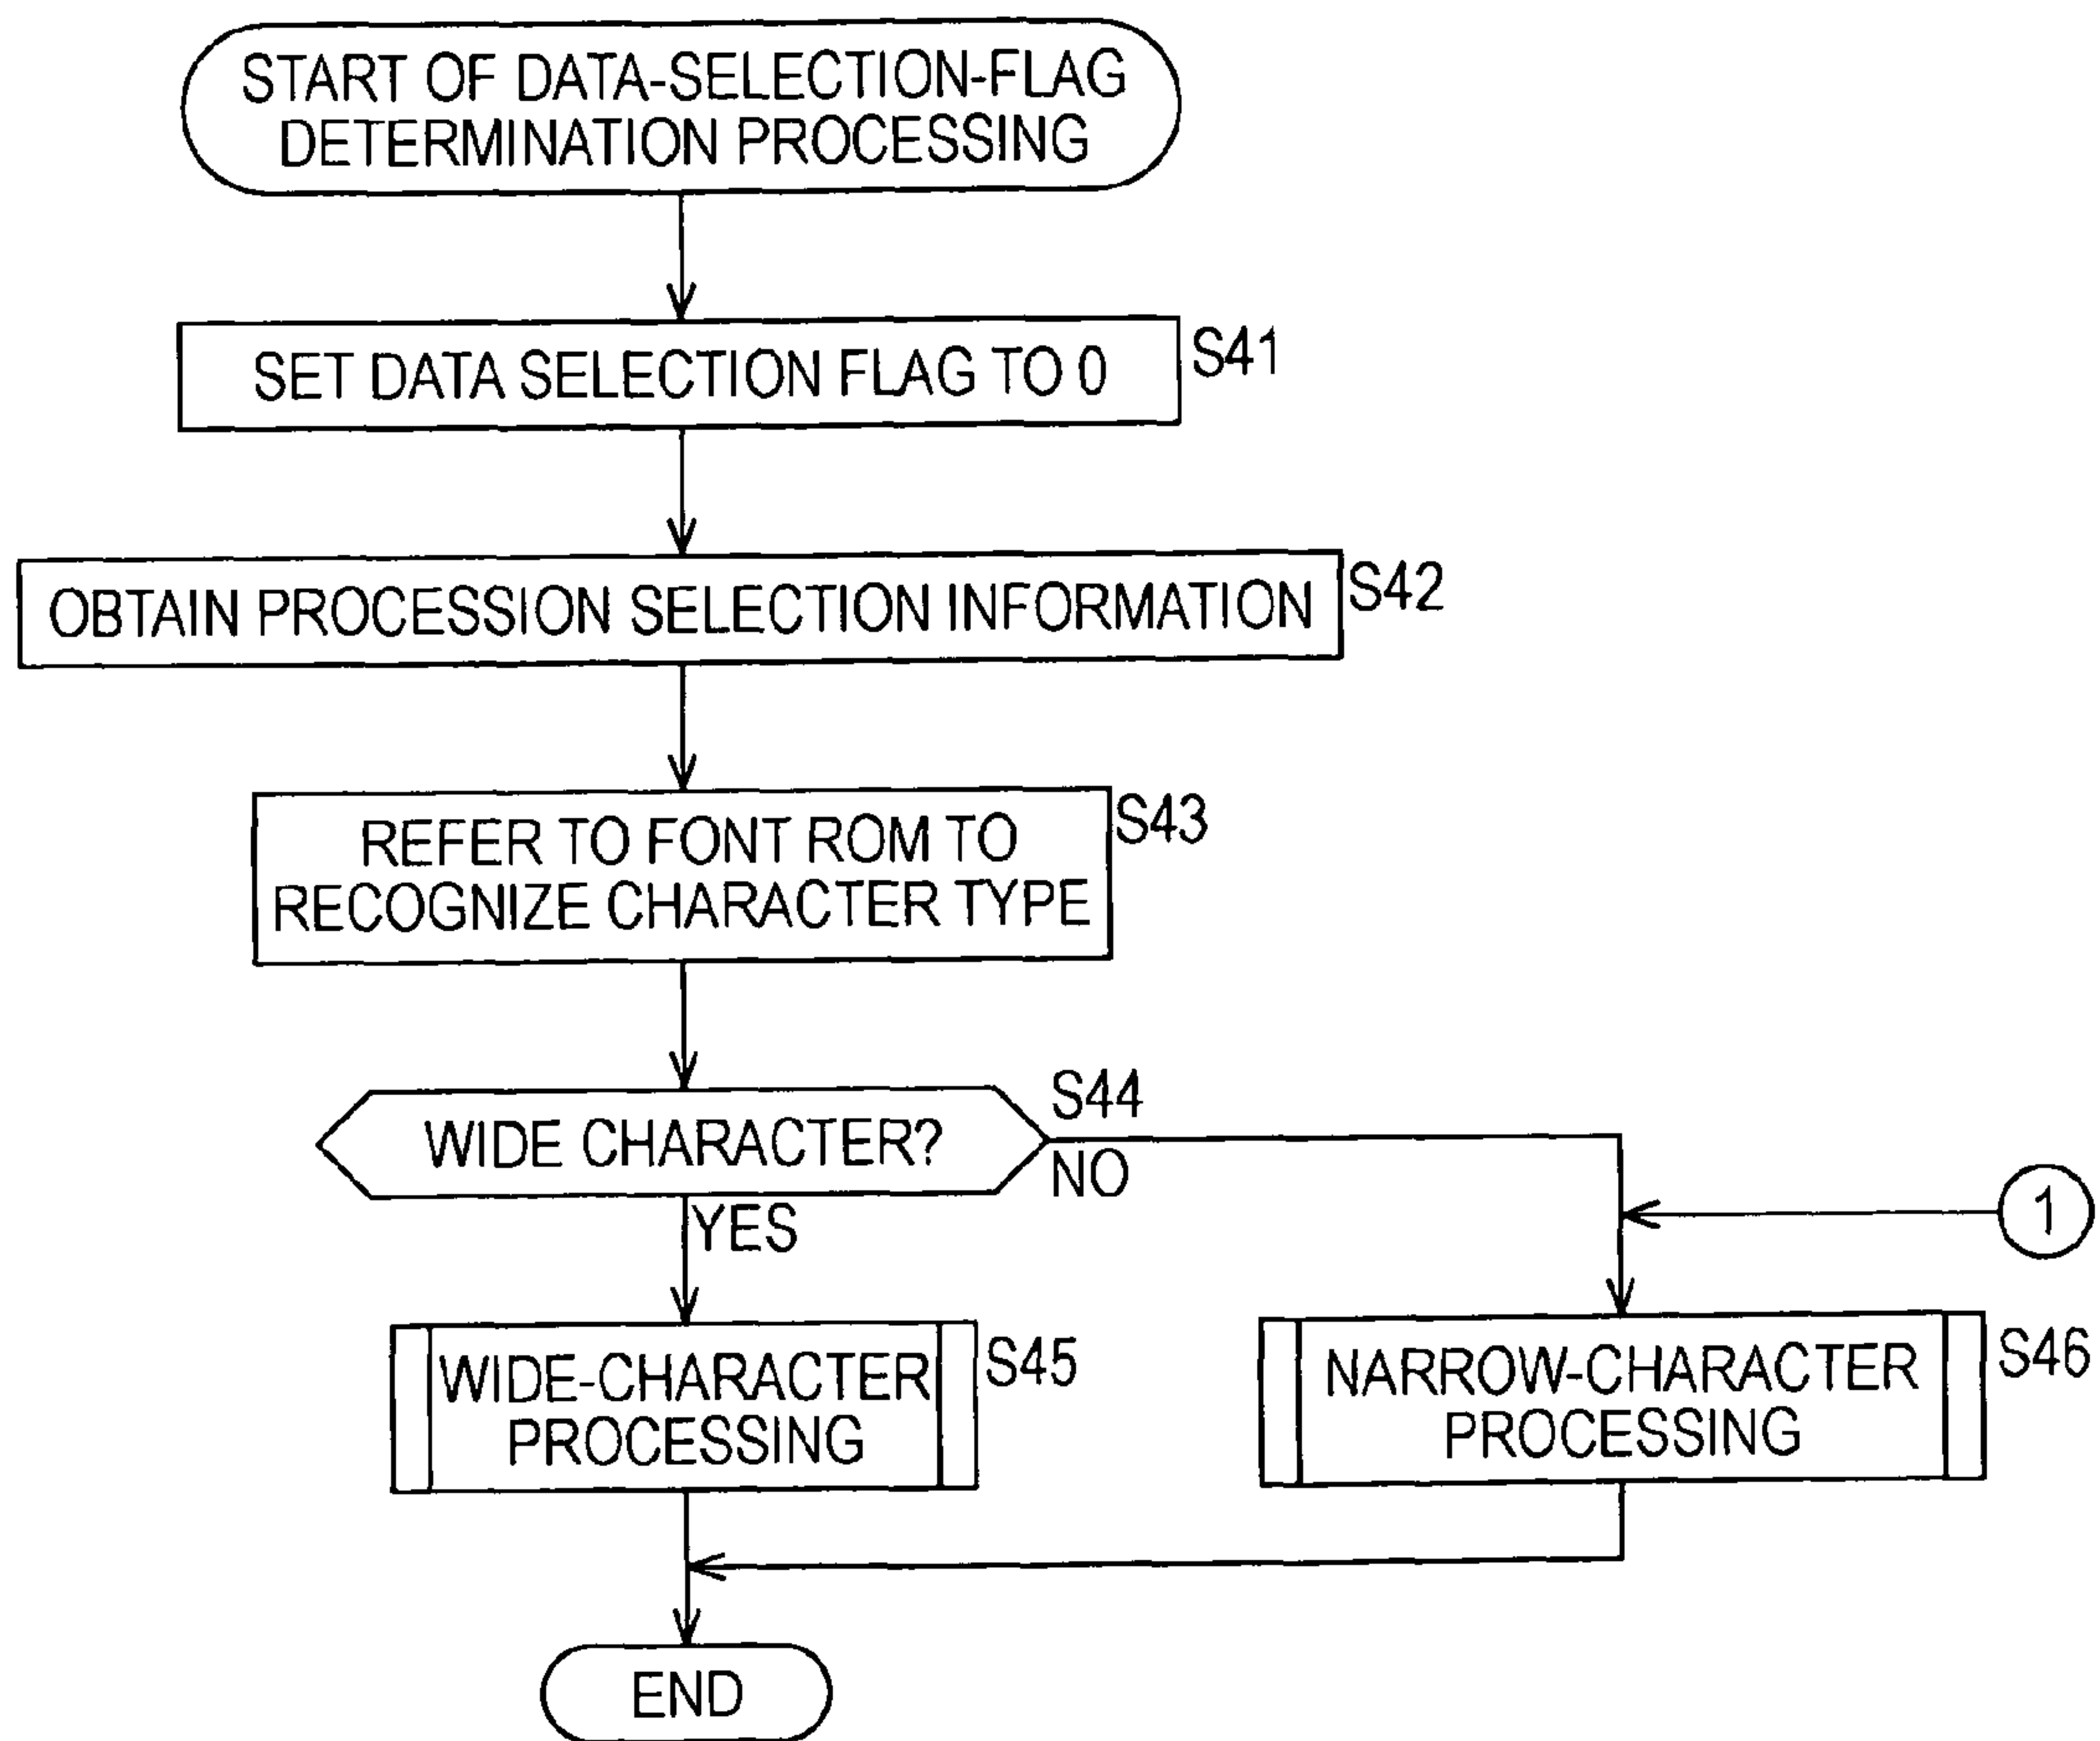 START OF DATA-SELECTION-FLAG
DETERMINATION PROCESSING
SET DATA SELECTION FLAG TO 0
S41
OBTAIN PROCESSION SELECTION INFORMATION
S42
REFER TO FONT ROM TO
RECOGNIZE CHARACTER TYPE
S43
WIDE CHARACTER?
S44
NO
YES
1
WIDE-CHARACTER
PROCESSING
S45
NARROW-CHARACTER
PROCESSING
S46
END